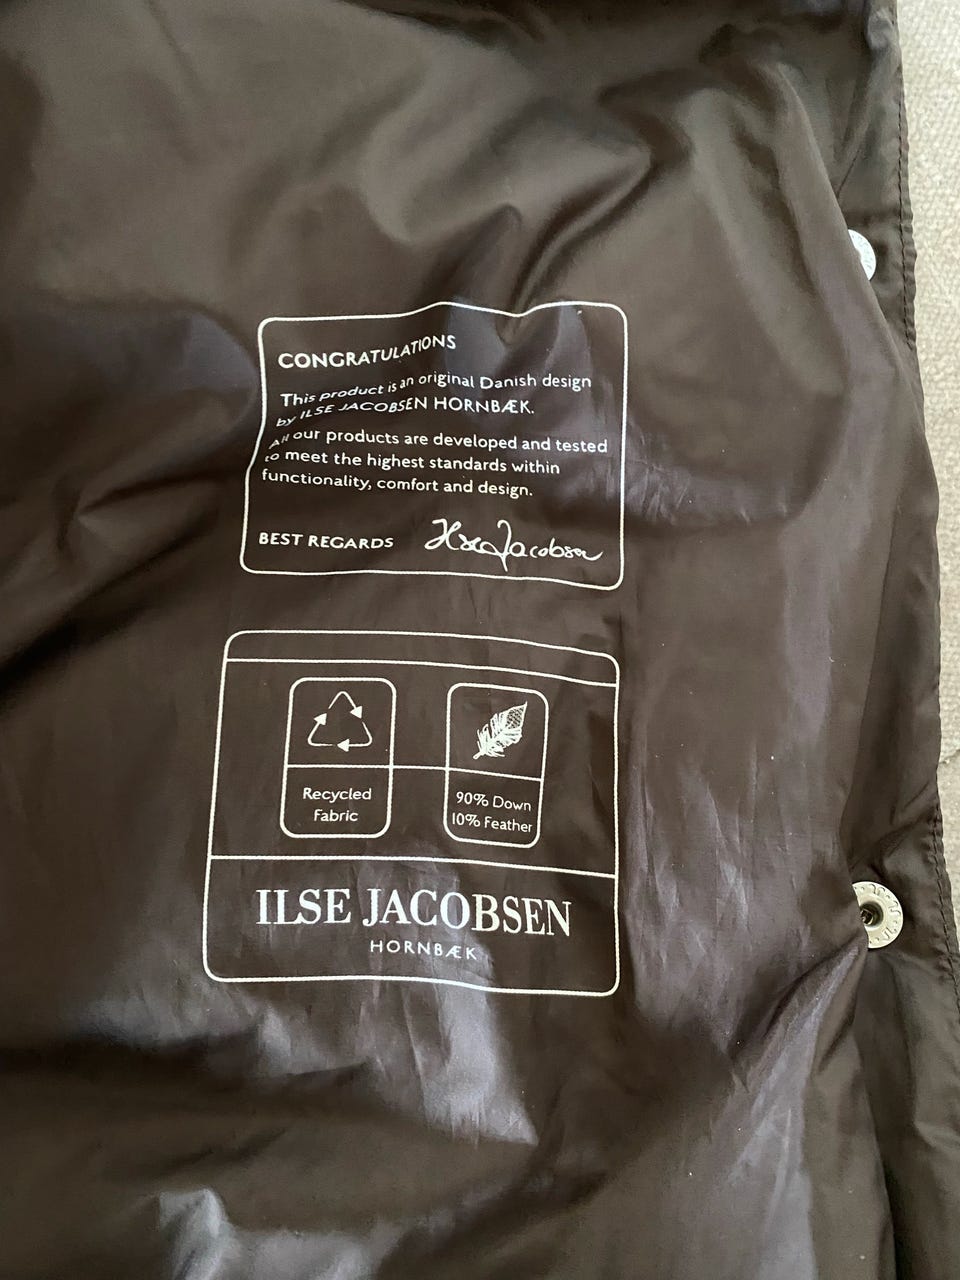 CONGRATULATIONS
This product is an original Danish design
by ILSE JACOBSEN HORNBÆK.
All our products are developed and tested
to meet the highest standards within
functionality, comfort and design.
BEST REGARDS Ilse Jacobsen
Recycled
Fabric
90% Down
10% Feather
ILSE JACOBSEN
HORNBÆK